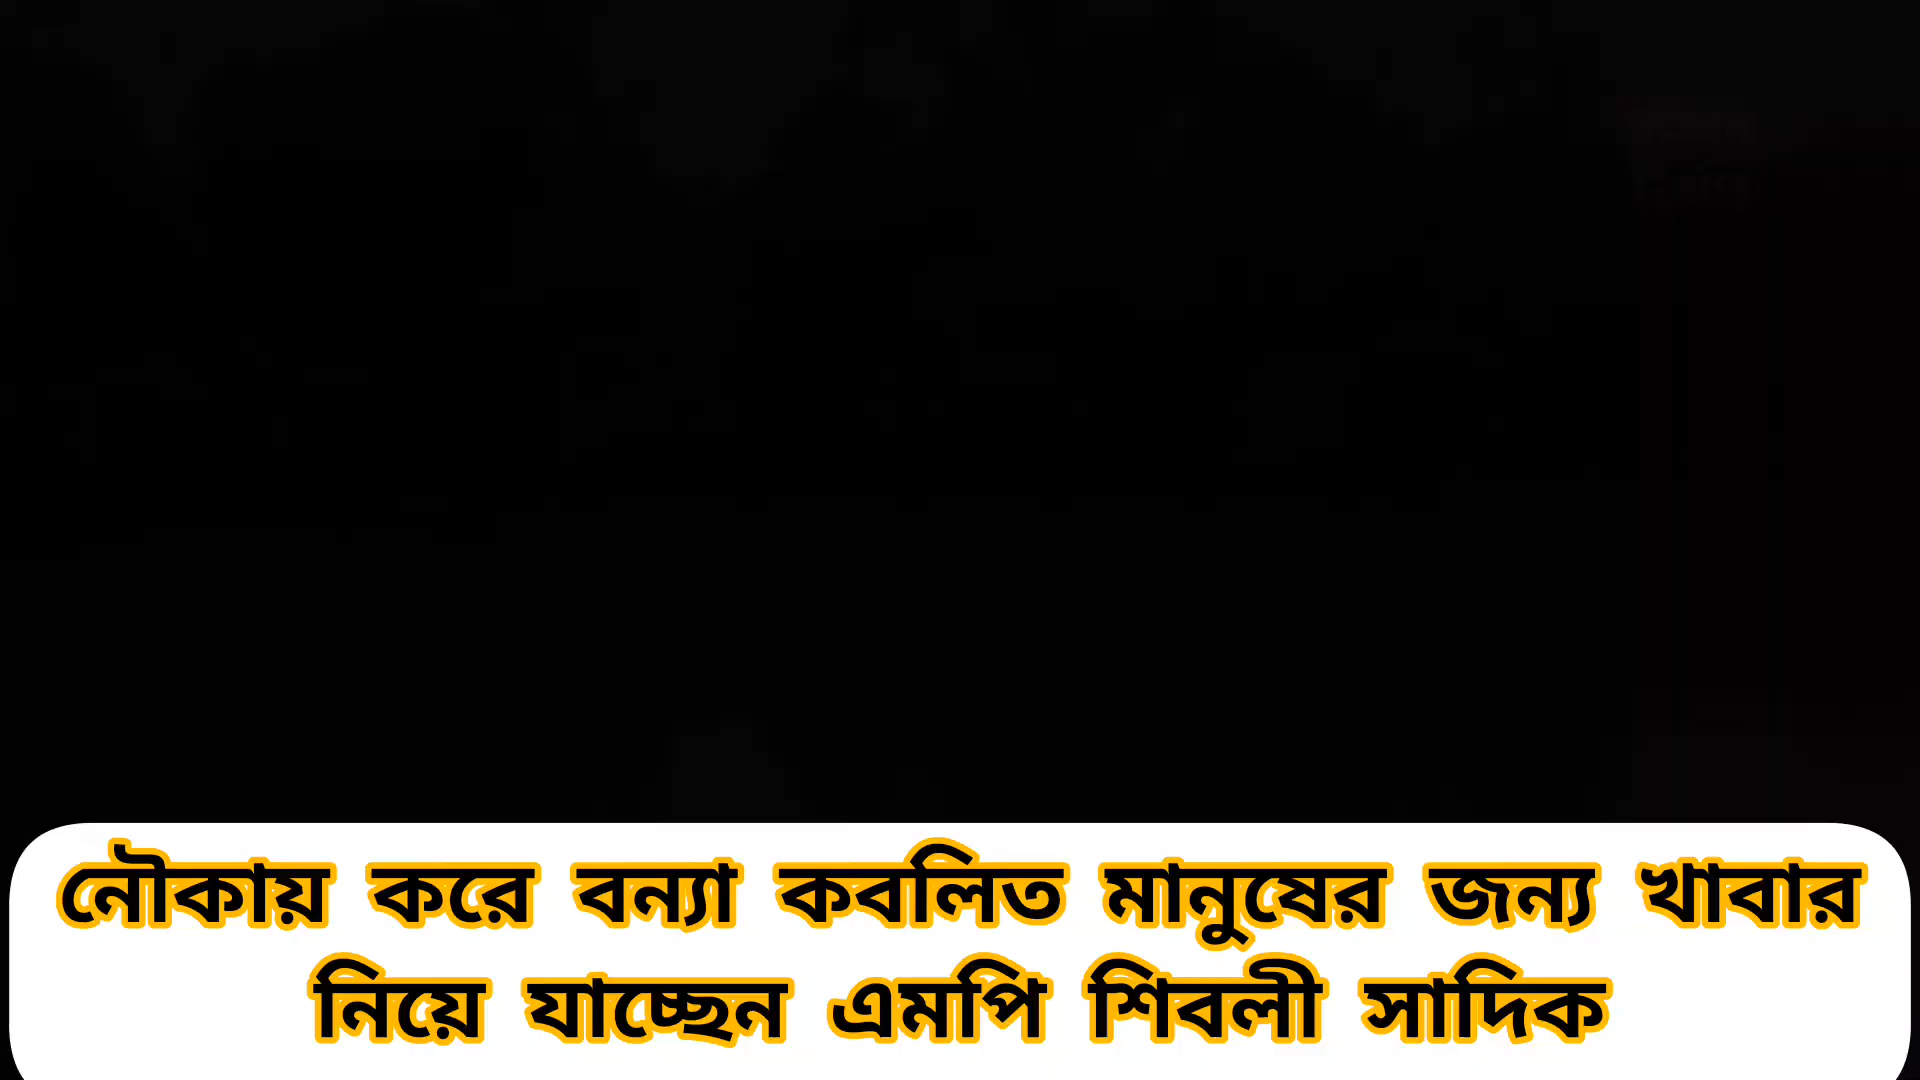 নৌকায় করে বন্যা কবলিত মানুষের জন্য খাবার
নিয়ে যাচ্ছেন এমপি শিবলী সাদিক